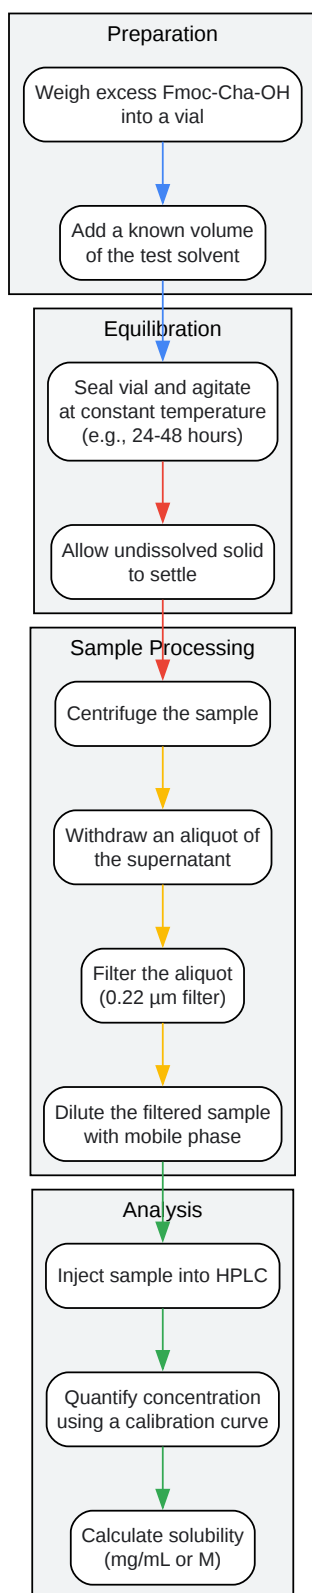 Preparation
Weigh excess Fmoc-Cha-OH
into a vial
Add a known volume
of the test solvent
Equilibration
Seal vial and agitate
at constant temperature
(e.g., 24-48 hours)
Allow undissolved solid
to settle
Sample Processing
Centrifuge the sample
Withdraw an aliquot of
the supernatant
Filter the aliquot
(0.22 µm filter)
Dilute the filtered sample
with mobile phase
Analysis
Inject sample into HPLC
Quantify concentration
using a calibration curve
Calculate solubility
(mg/mL or M)